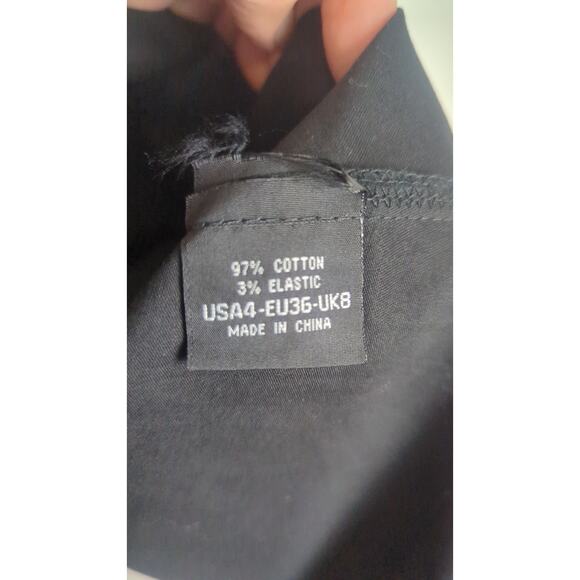 97% COTTON
3% ELASTIC
USA4-EU36-UK8
MADE IN CHINA